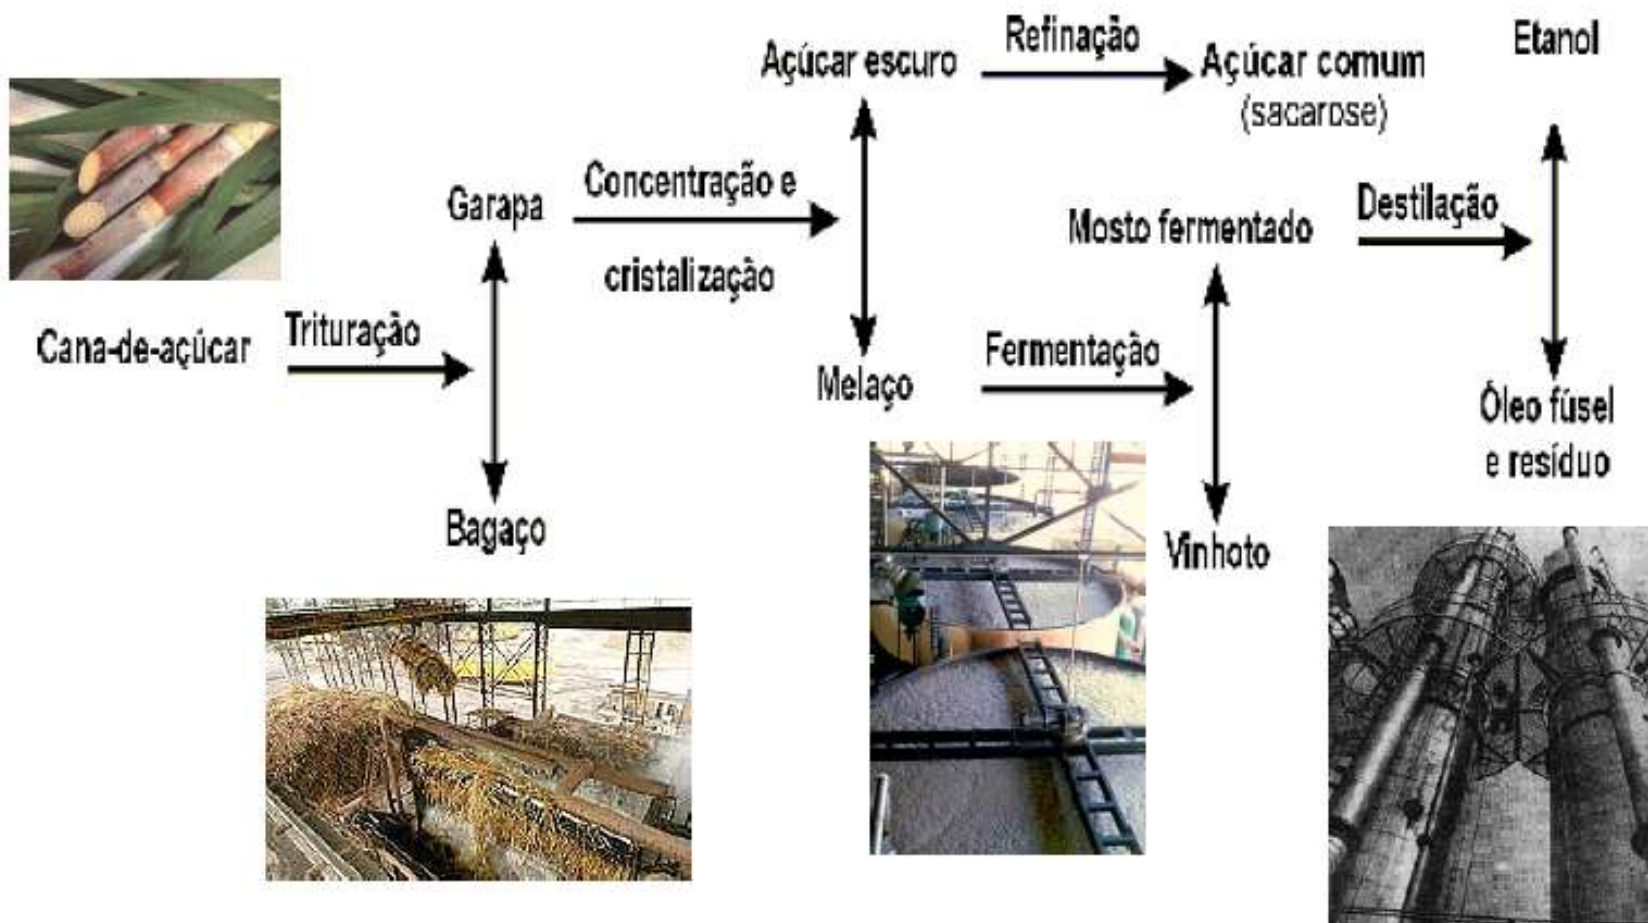 Cana-de-açúcar
Trituração
Garapa
Bagaço
Concentração e
cristalização
Açúcar escuro
Melaço
Refinação
Açúcar comum
(sacarose)
Fermentação
Mosto fermentado
Vinhoto
Destilação
Etanol
Óleo fúsel
e resíduo